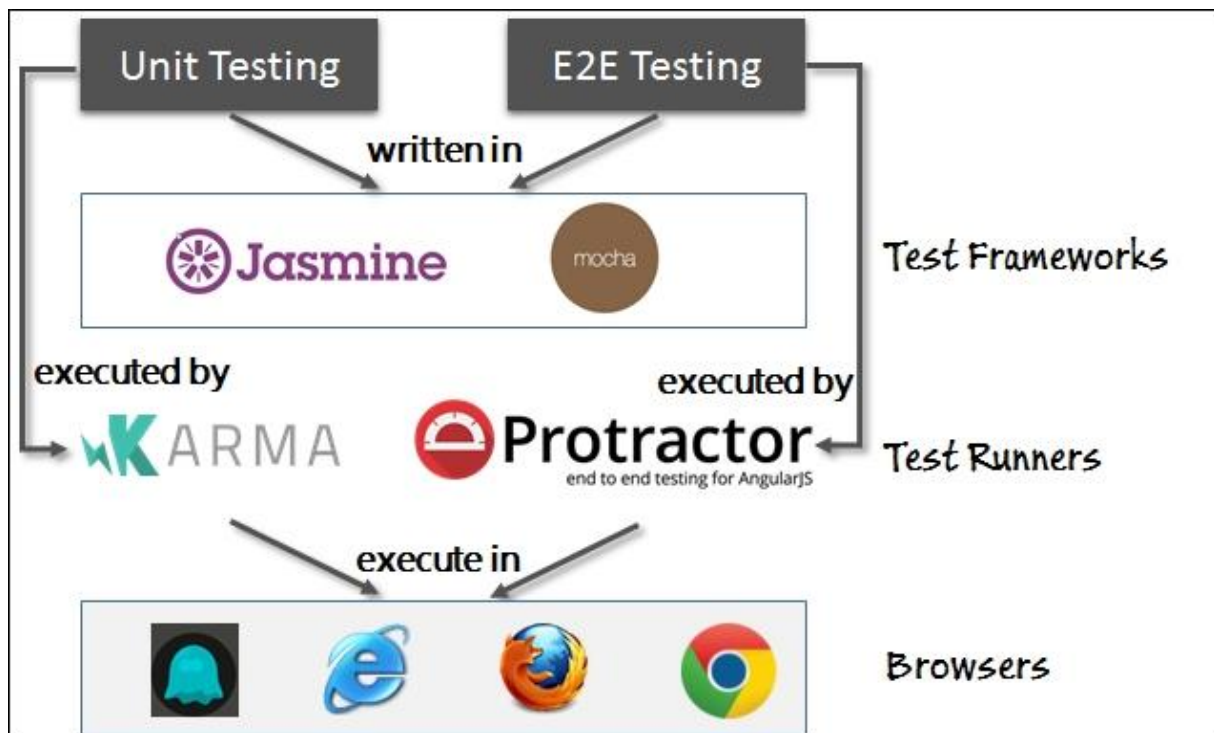 Unit Testing
E2E Testing
written in
Jasmine
mocha
Test Frameworks
executed by
executed by
KARMA
Protractor
end to end testing for AngularJS
Test Runners
execute in
Browsers